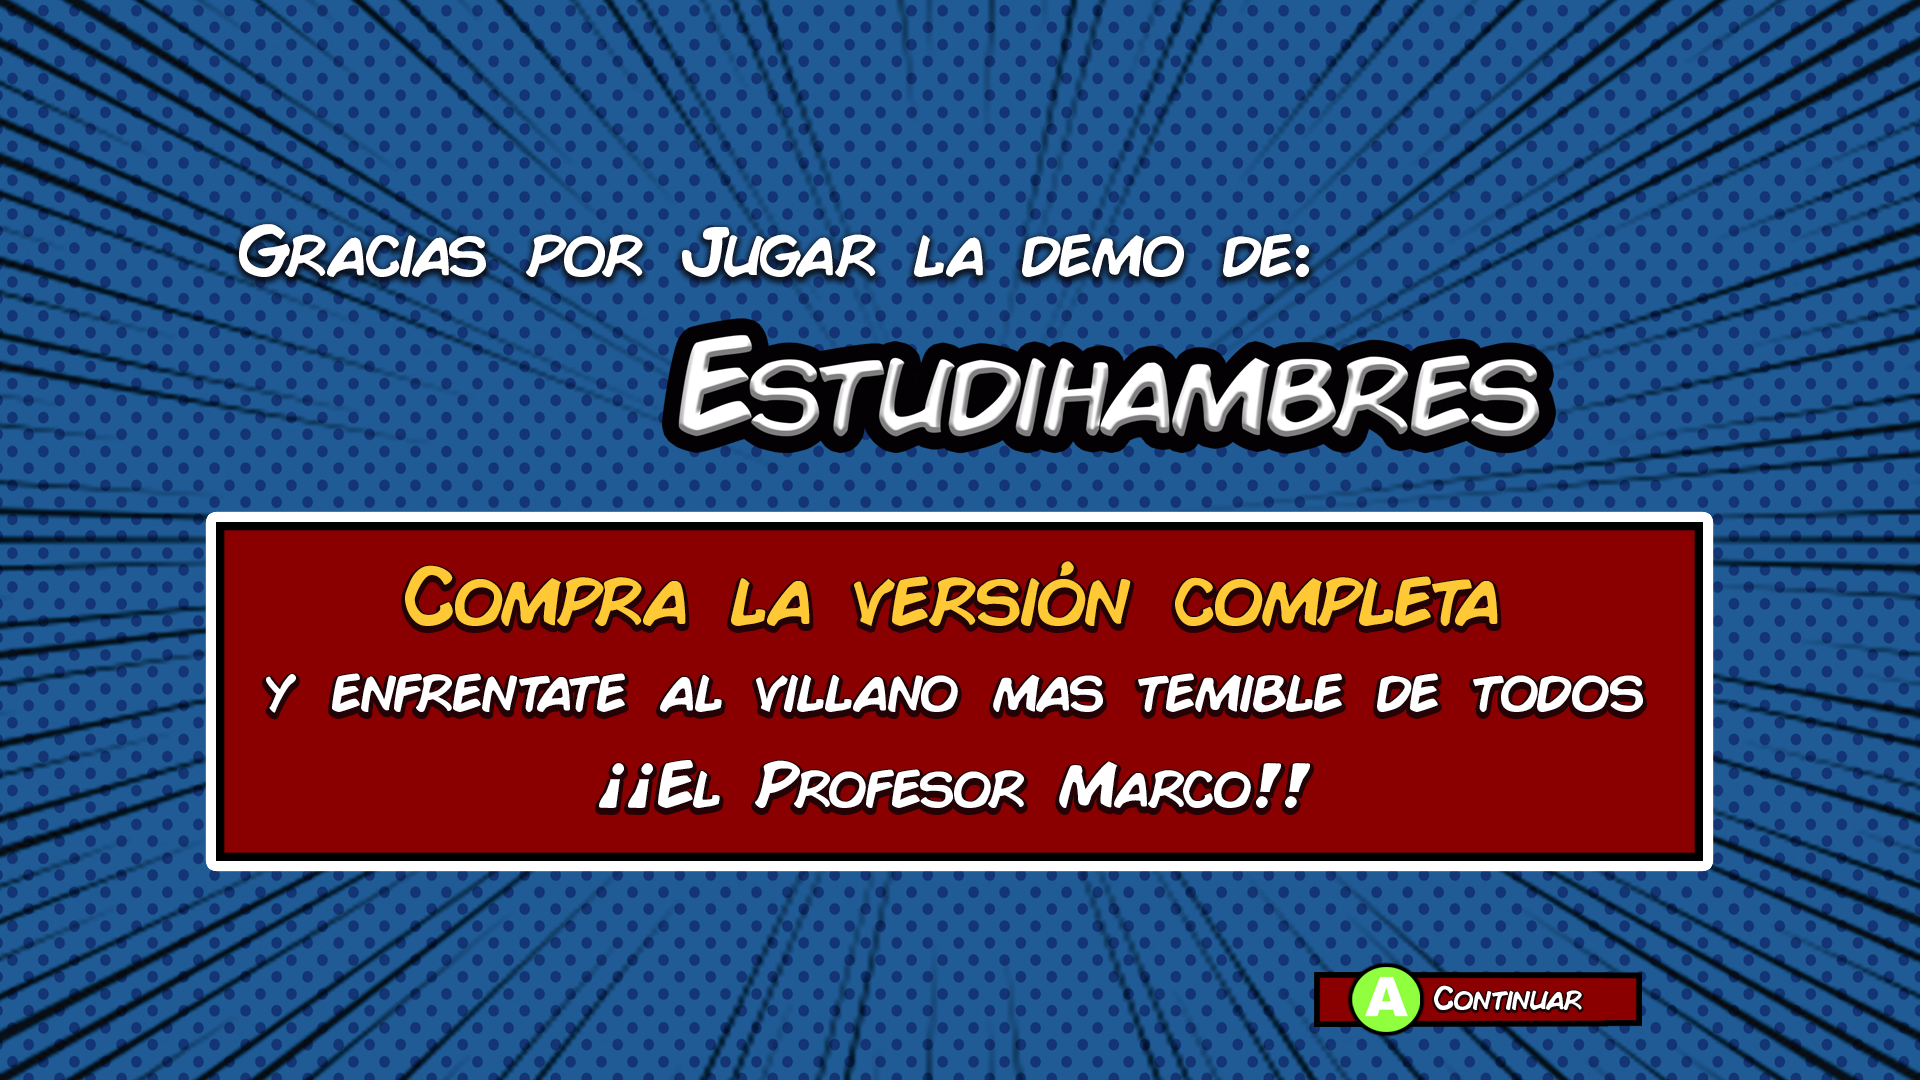 Gracias por Jugar la demo de:
Estudihambres
Compra la versión completa
y enfrentate al villano mas temible de todos
¡¡El Profesor Marco!!
A Continuar